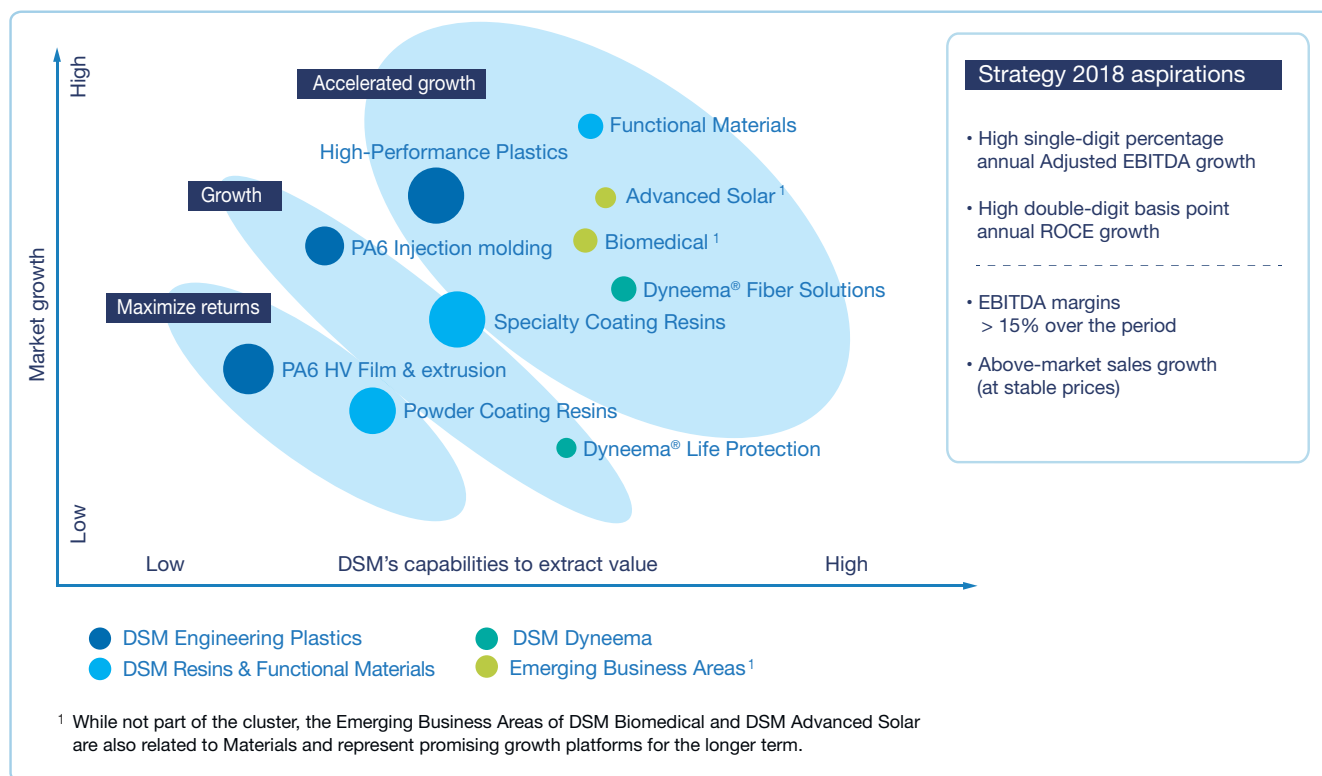 High
Accelerated growth
Functional Materials
High-Performance Plastics
Growth
Advanced Solar 1
PA6 Injection molding
Biomedical 1
Dyneema® Fiber Solutions
Maximize returns
Specialty Coating Resins
Market growth
PA6 HV Film & extrusion
Powder Coating Resins
Dyneema® Life Protection
Low
Low
DSM's capabilities to extract value
High
Strategy 2018 aspirations
• High single-digit percentage
annual Adjusted EBITDA growth
• High double-digit basis point
annual ROCE growth
• EBITDA margins
> 15% over the period
• Above-market sales growth
(at stable prices)
DSM Engineering Plastics
DSM Resins & Functional Materials
DSM Dyneema
Emerging Business Areas 1
1 While not part of the cluster, the Emerging Business Areas of DSM Biomedical and DSM Advanced Solar
are also related to Materials and represent promising growth platforms for the longer term.